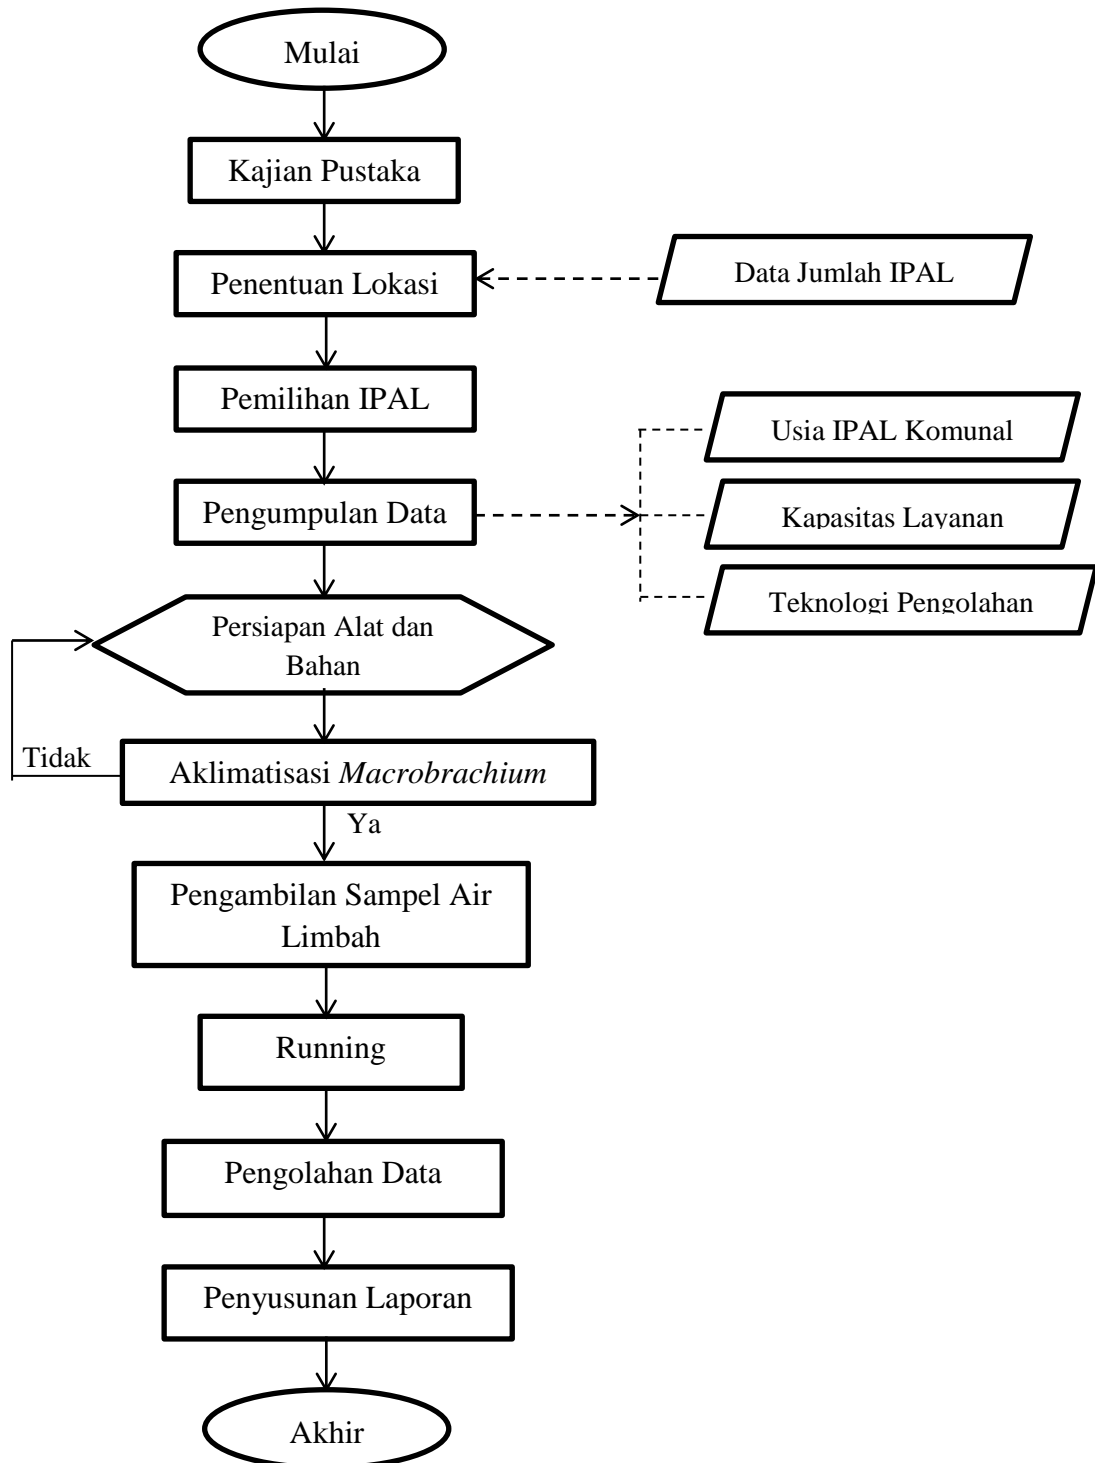 Mulai
Kajian Pustaka
Penentuan Lokasi
Data Jumlah IPAL
Pemilihan IPAL
Usia IPAL Komunal
Pengumpulan Data
Kapasitas Layanan
Teknologi Pengolahan
Persiapan Alat dan
Bahan
Tidak
Aklimatisasi Macrobrachium
Ya
Pengambilan Sampel Air
Limbah
Running
Pengolahan Data
Penyusunan Laporan
Akhir